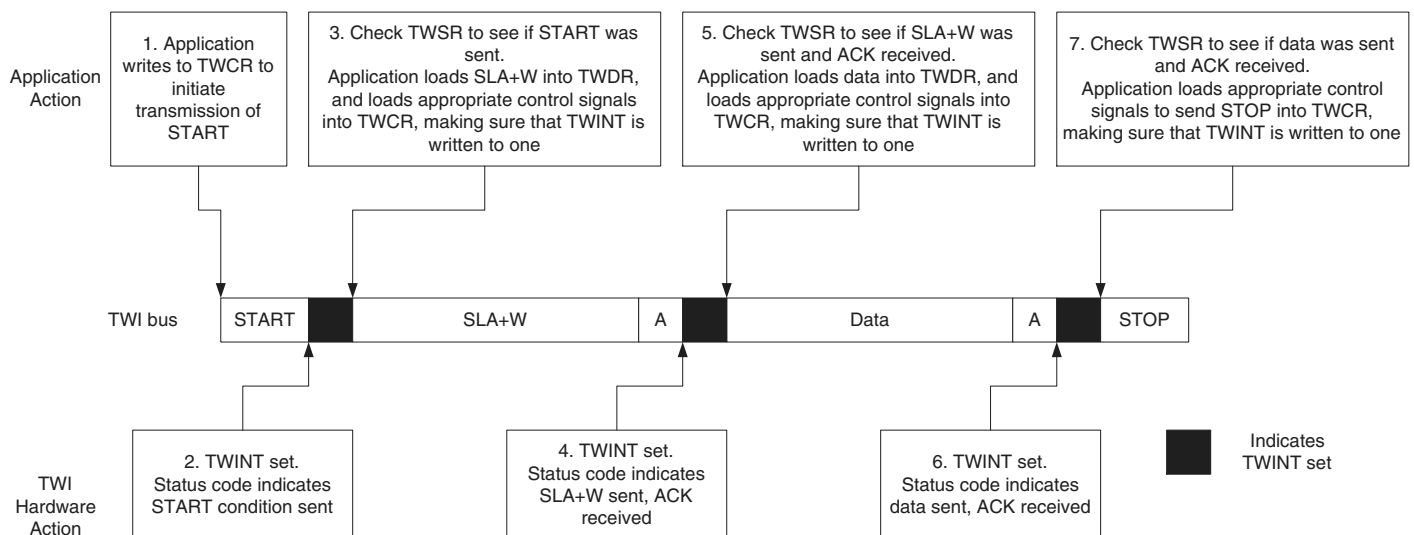 Application
Action
1. Application
writes to TWCR to
initiate
transmission of
START
3. Check TWSR to see if START was
sent.
Application loads SLA+W into TWDR,
and loads appropriate control signals
into TWCR, making sure that TWINT is
written to one
5. Check TWSR to see if SLA+W was
sent and ACK received.
Application loads data into TWDR, and
loads appropriate control signals into
TWCR, making sure that TWINT is
written to one
7. Check TWSR to see if data was sent
and ACK received.
Application loads appropriate control
signals to send STOP into TWCR,
making sure that TWINT is written to one
TWI bus
START
SLA+W
A
Data
A
STOP
TWI
Hardware
Action
2. TWINT set.
Status code indicates
START condition sent
4. TWINT set.
Status code indicates
SLA+W sent, ACK
received
6. TWINT set.
Status code indicates
data sent, ACK received
Indicates
TWINT set